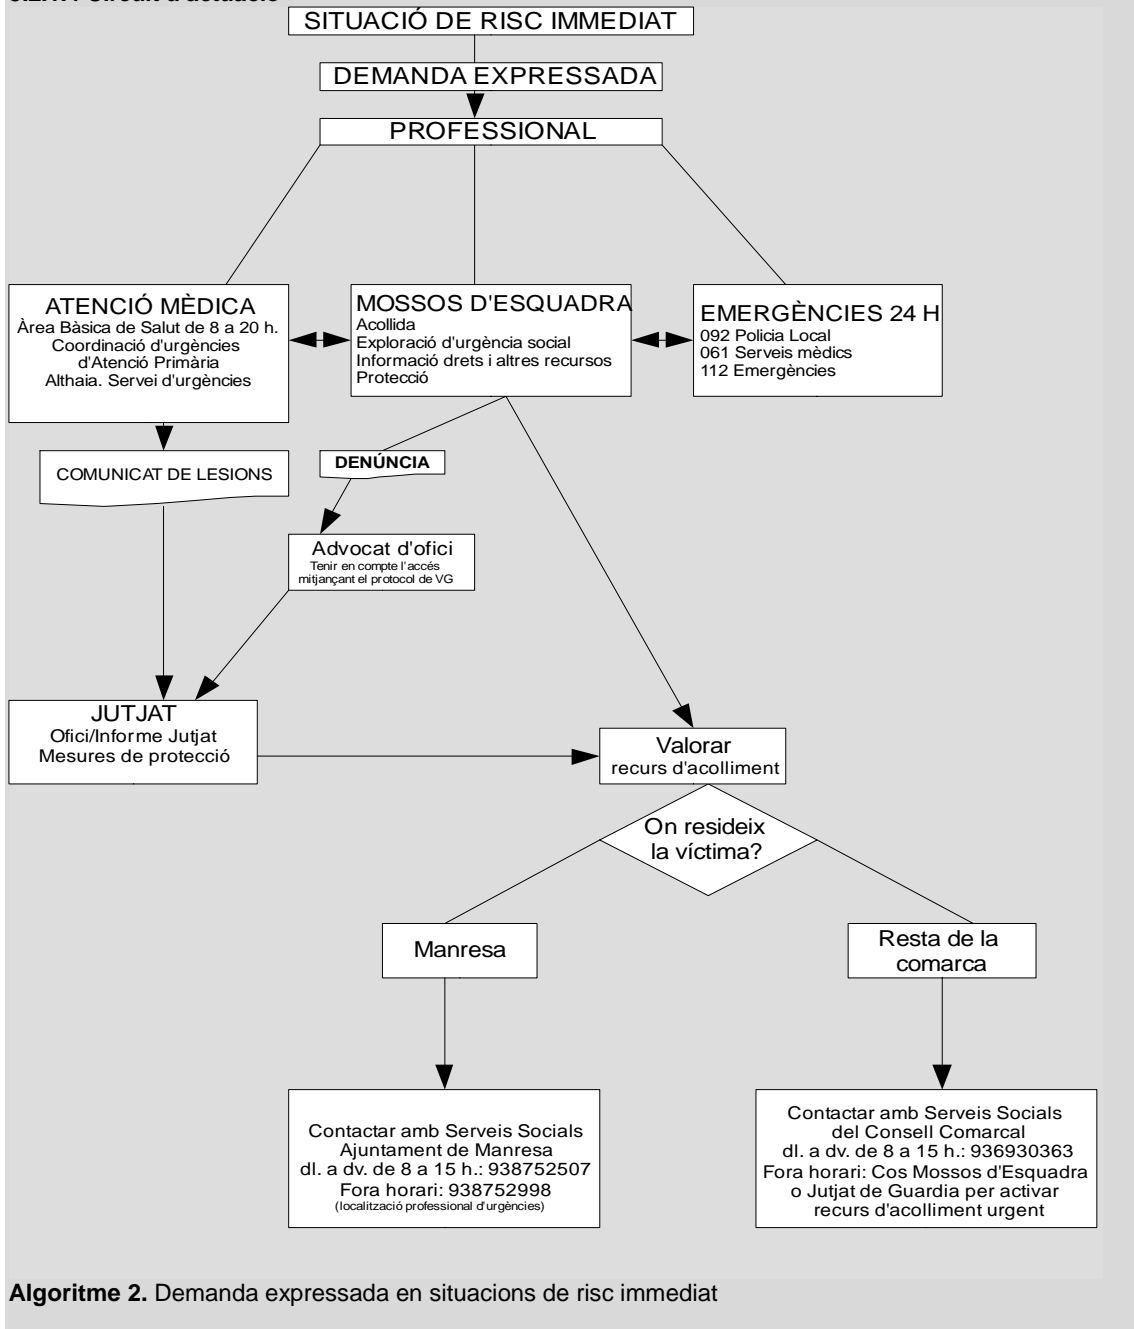 SITUACIÓ DE RISC IMMEDIAT
DEMANDA EXPRESSADA
PROFESSIONAL
ATENCIÓ MÈDICA
Àrea Bàsica de Salut de 8 a 20 h.
Coordinació d'urgències
d'Atenció Primària
Althaia. Servei d'urgències
MOSSOS D'ESQUADRA
Acollida
Exploració d'urgència social
Informació drets i altres recursos
Protecció
EMERGÈNCIES 24 H
092 Policia Local
061 Serveis mèdics
112 Emergències
COMUNICAT DE LESIONS
DENÚNCIA
Advocat d'ofici
Tenir en compte l'accés
mitjançant el protocol de VG
JUTJAT
Ofici/Informe Jutjat
Mesures de protecció
Valorar
recurs d'acolliment
On resideix
la víctima?
Manresa
Resta de la
comarca
Contactar amb Serveis Socials
Ajuntament de Manresa
dl. a dv. de 8 a 15 h.: 938752507
Fora horari: 938752998
(localització professional d'urgències)
Contactar amb Serveis Socials
del Consell Comarcal
dl. a dv. de 8 a 15 h.: 936930363
Fora horari: Cos Mossos d'Esquadra
o Jutjat de Guardia per activar
recurs d'acolliment urgent
Algoritme 2. Demanda expressada en situacions de risc immediat